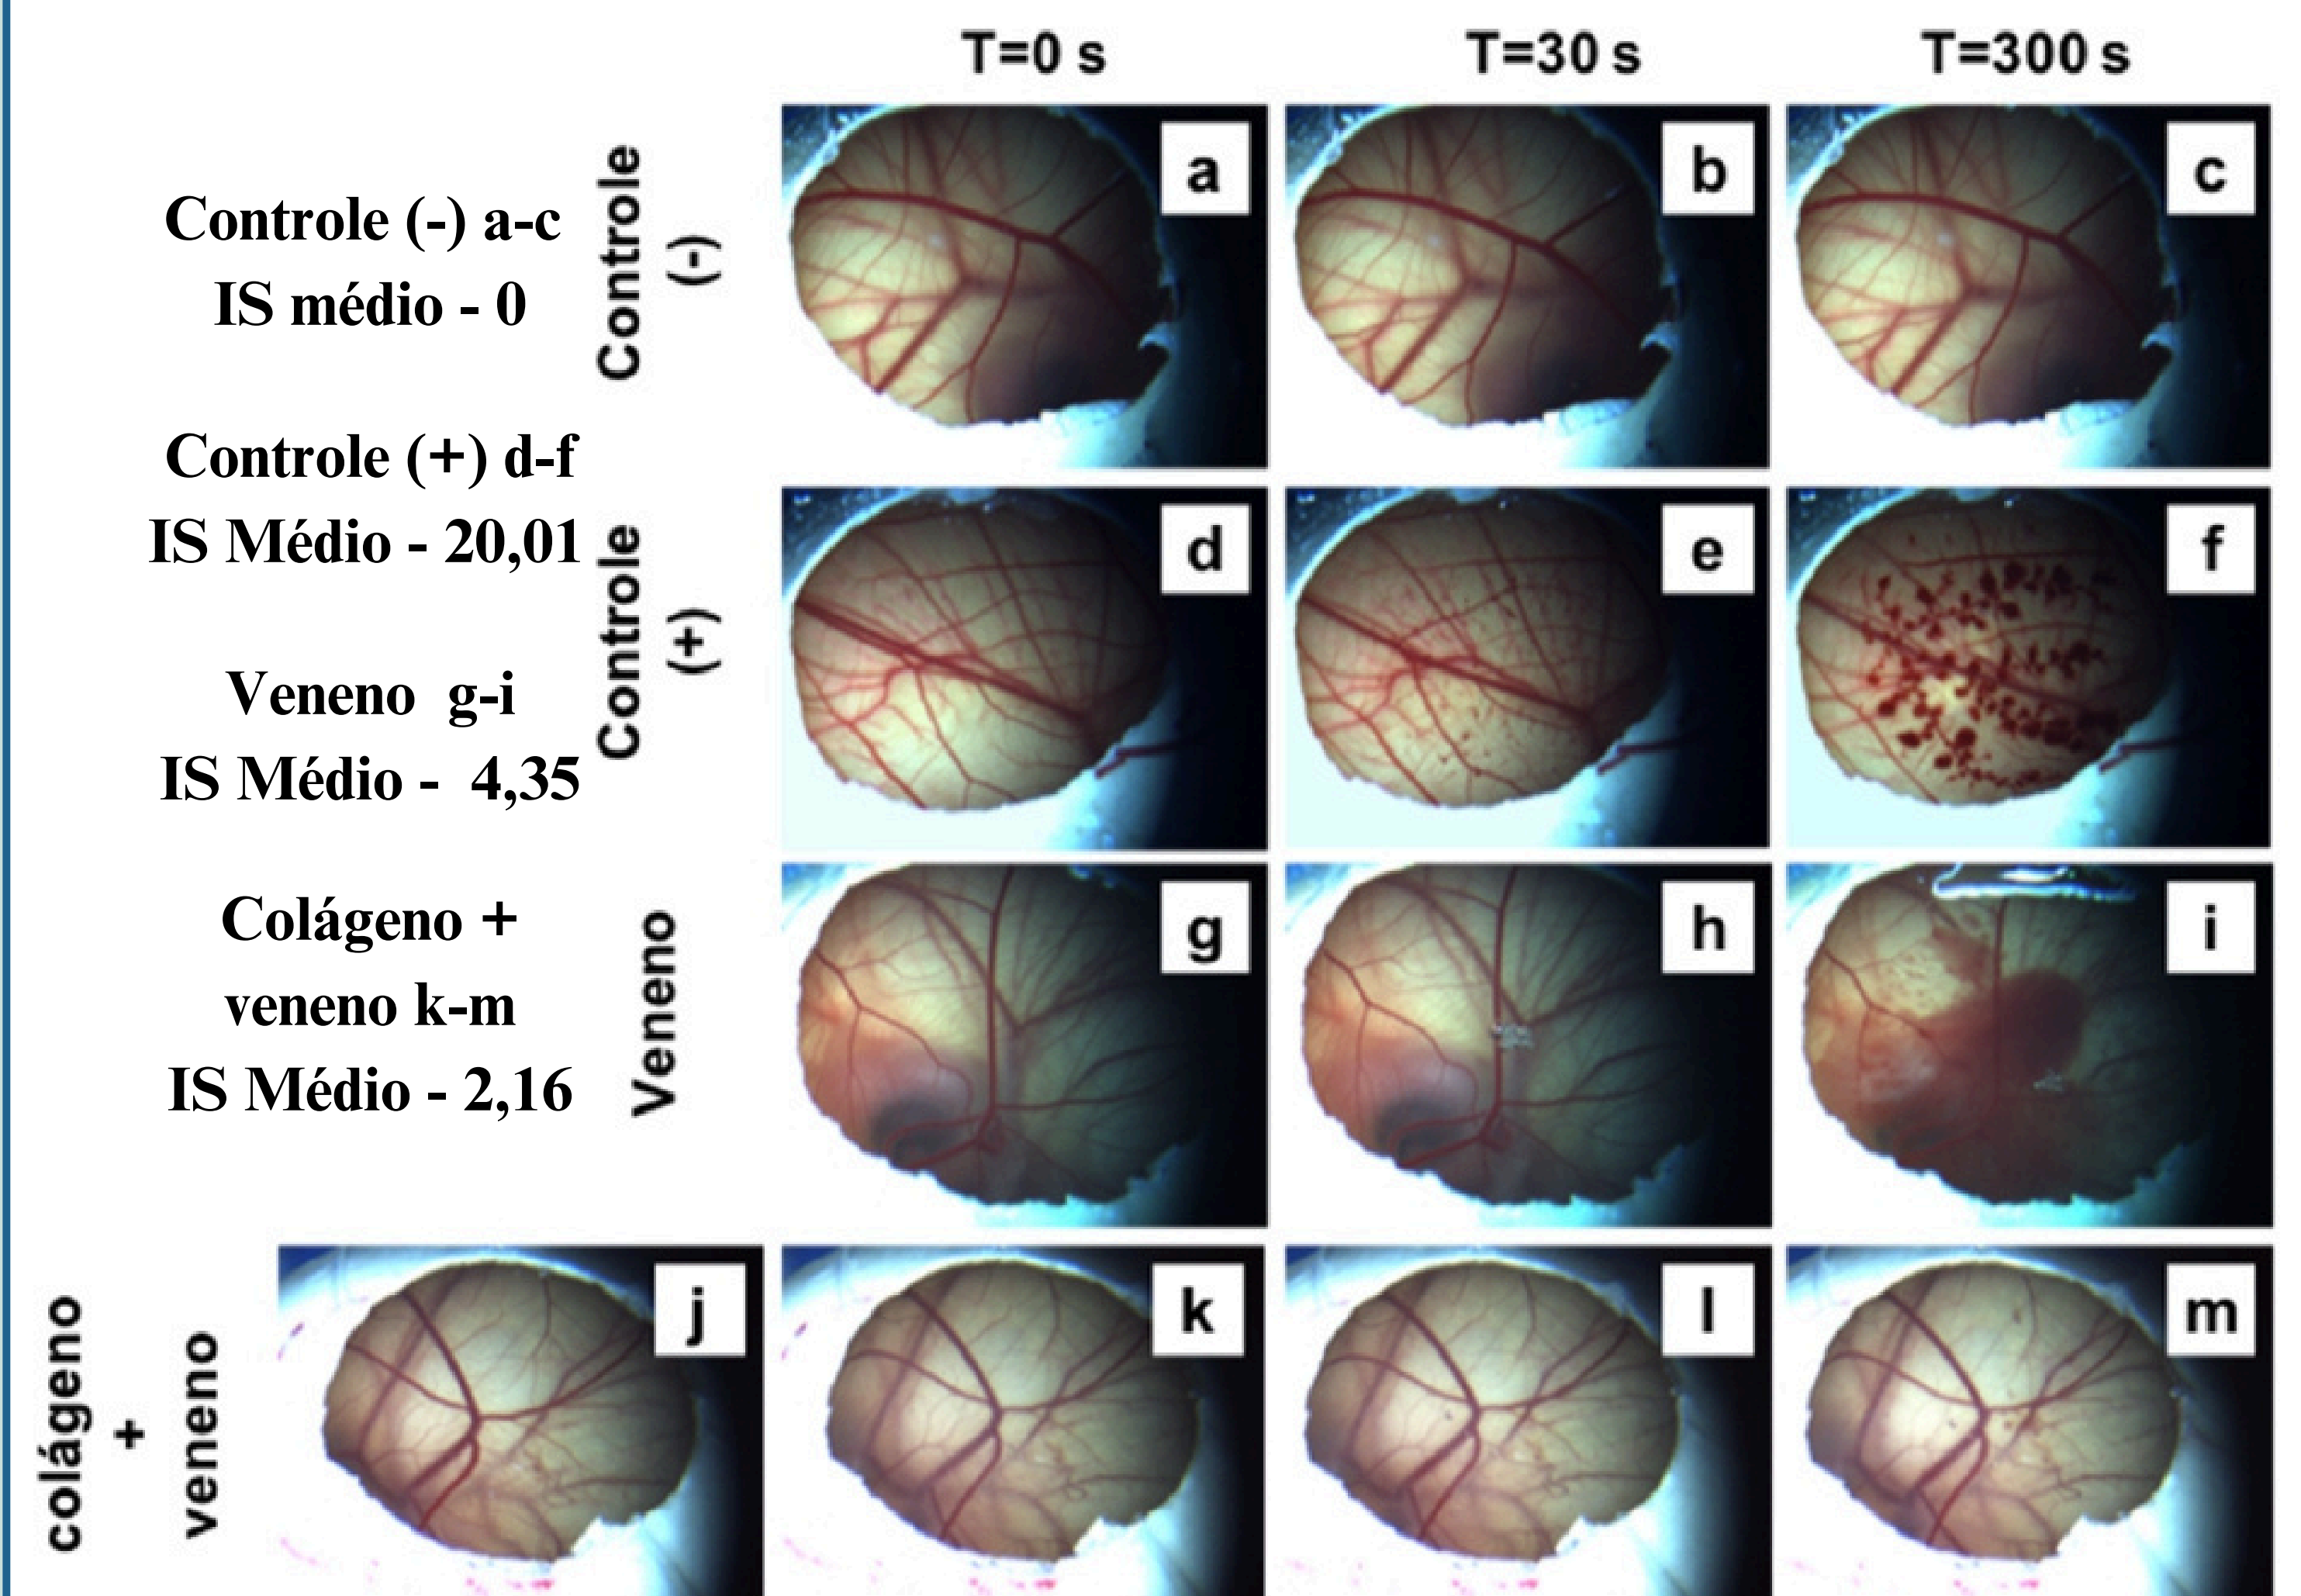 T=0 s
T=30 s
T=300 s
Controle (-) a-c
IS médio - 0
Controle (+) d-f
IS Médio - 20,01
Veneno g-i
IS Médio - 4,35
Colágeno +
veneno k-m
IS Médio - 2,16
Controle
(-)
a
b
c
Controle
(+)
d
e
f
Veneno
g
h
i
colágeno
+
veneno
j
k
l
m